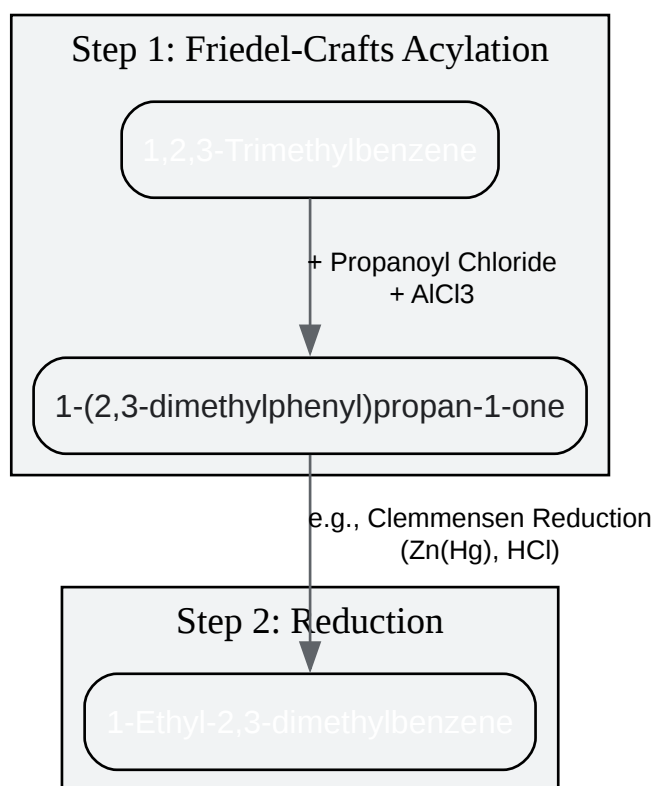 Step 1: Friedel-Crafts Acylation
1,2,3-Trimethylbenzene
+ Propanoyl Chloride
+ AlCl3
1-(2,3-dimethylphenyl)propan-1-one
e.g., Clemmensen Reduction
(Zn(Hg), HCl)
Step 2: Reduction
1-Ethyl-2,3-dimethylbenzene